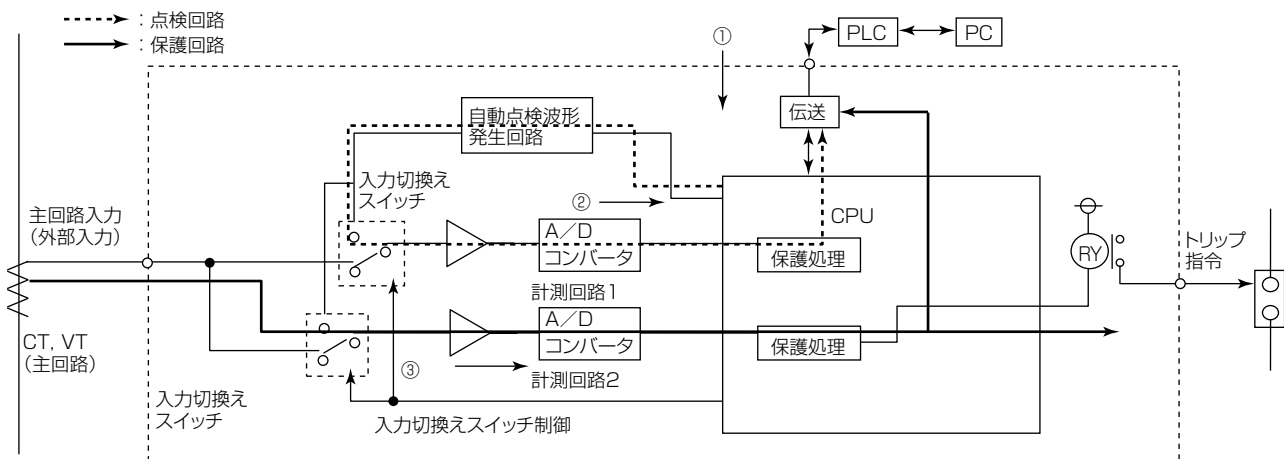 ：点検回路
：保護回路
①
PLC
PC
伝送
自動点検波形
発生回路
入力切換え
スイッチ
②
CPU
主回路入力
（外部入力）
A／D
コンバータ
保護処理
計測回路1
RY
トリップ
指令
A／D
コンバータ
保護処理
CT, VT
（主回路）
③
計測回路2
入力切換え
スイッチ
入力切換えスイッチ制御